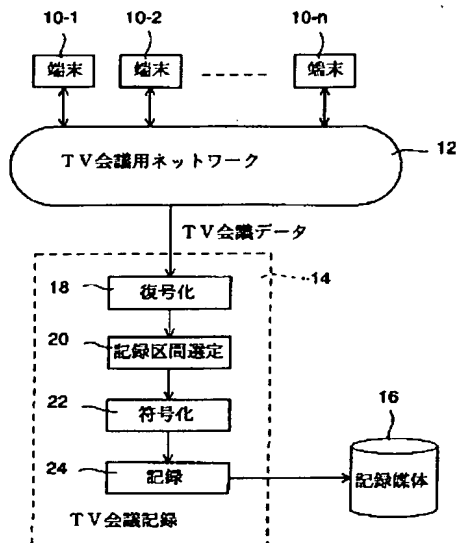 10-1
10-2
10-n
端末
端末
端末
12
TV会議用ネットワーク
TV会議データ
14
18
復号化
20
記録区間選定
22
符号化
16
24
記録
記録媒体
TV会議記録